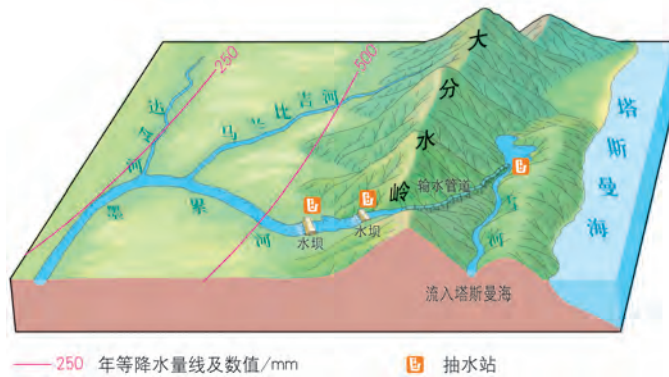 250
500
达令河
马兰比吉河
大分水岭
塔斯曼海
输水管道
墨累河
水坝
水坝
河
流入塔斯曼海
250 年等降水量线及数值/mm
抽水站